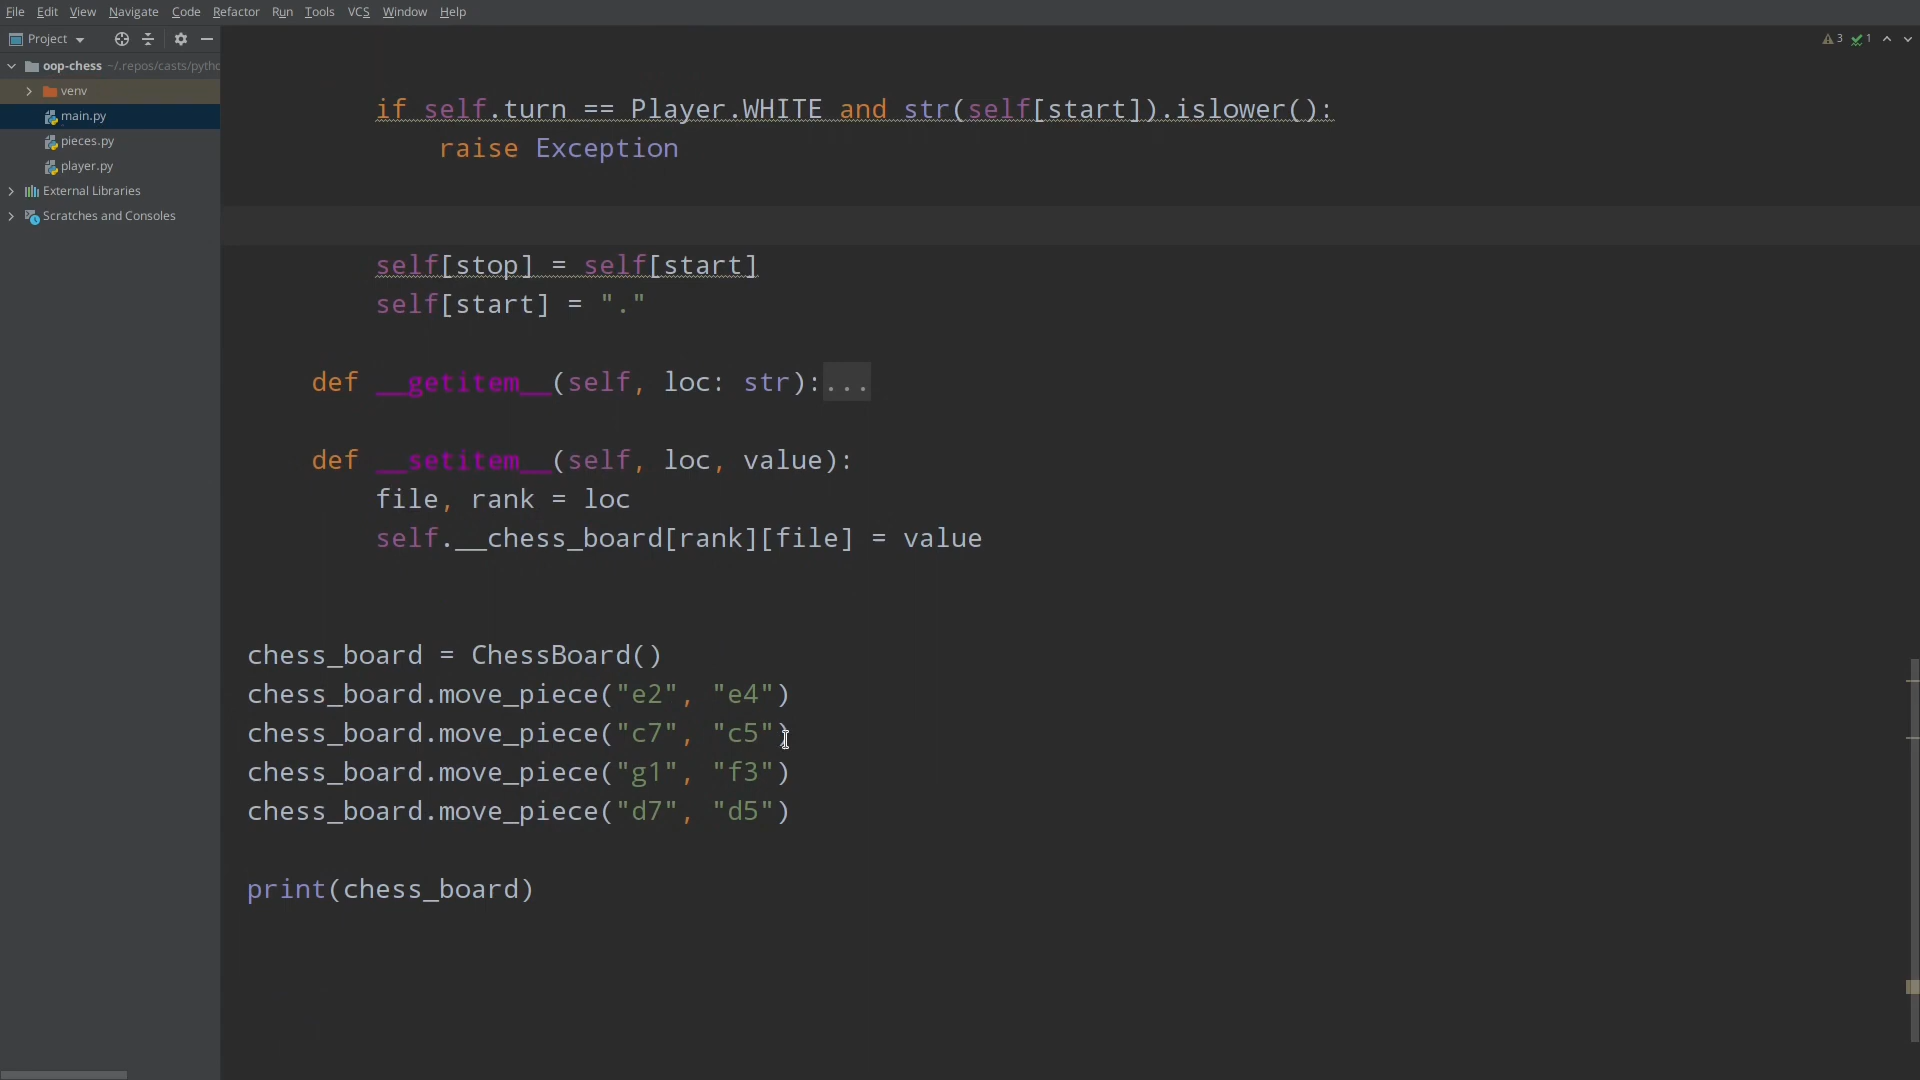 File Edit View Navigate Code Refactor Run Tools VCS Window Help
Project
3 1
oop-chess ~/.repos/casts/pytho
venv
main.py
pieces.py
player.py
External Libraries
Scratches and Consoles
if self.turn == Player.WHITE and str(self[start]).islower():
raise Exception
self[stop] = self[start]
self[start] = "."
def __getitem__(self, loc: str):...
def __setitem__(self, loc, value):
file, rank = loc
self.__chess_board[rank][file] = value
chess_board = ChessBoard()
chess_board.move_piece("e2", "e4")
chess_board.move_piece("c7", "c5")
chess_board.move_piece("g1", "f3")
chess_board.move_piece("d7", "d5")
print(chess_board)